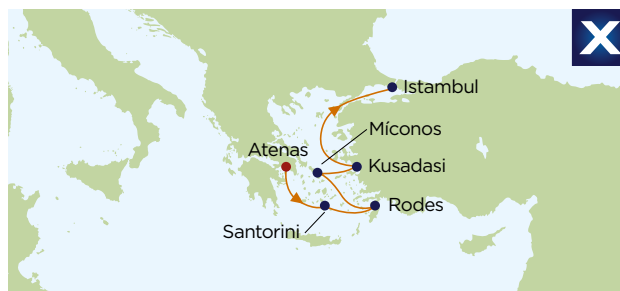 X
Istambul
Míconos
Atenas
Kusadasi
Rodes
Santorini